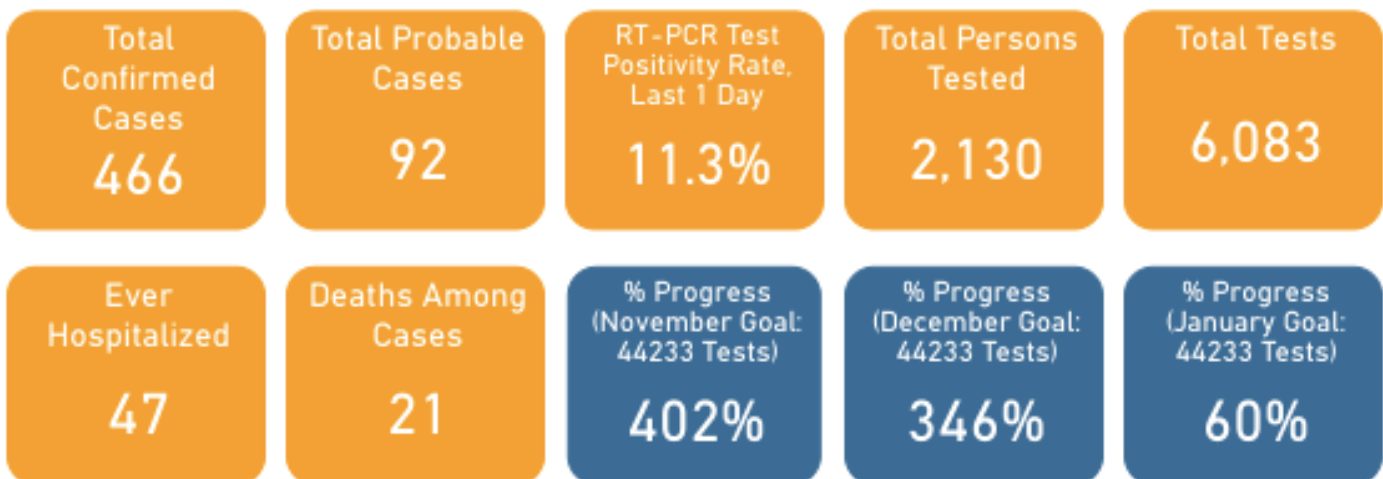 Total
Confirmed
Cases
466
Total Probable
Cases
92
RT-PCR Test
Positivity Rate,
Last 1 Day
11.3%
Total Persons
Tested
2,130
Total Tests
6,083
Ever
Hospitalized
47
Deaths Among
Cases
21
% Progress
(November Goal:
44233 Tests)
402%
% Progress
(December Goal:
44233 Tests)
346%
% Progress
(January Goal:
44233 Tests)
60%